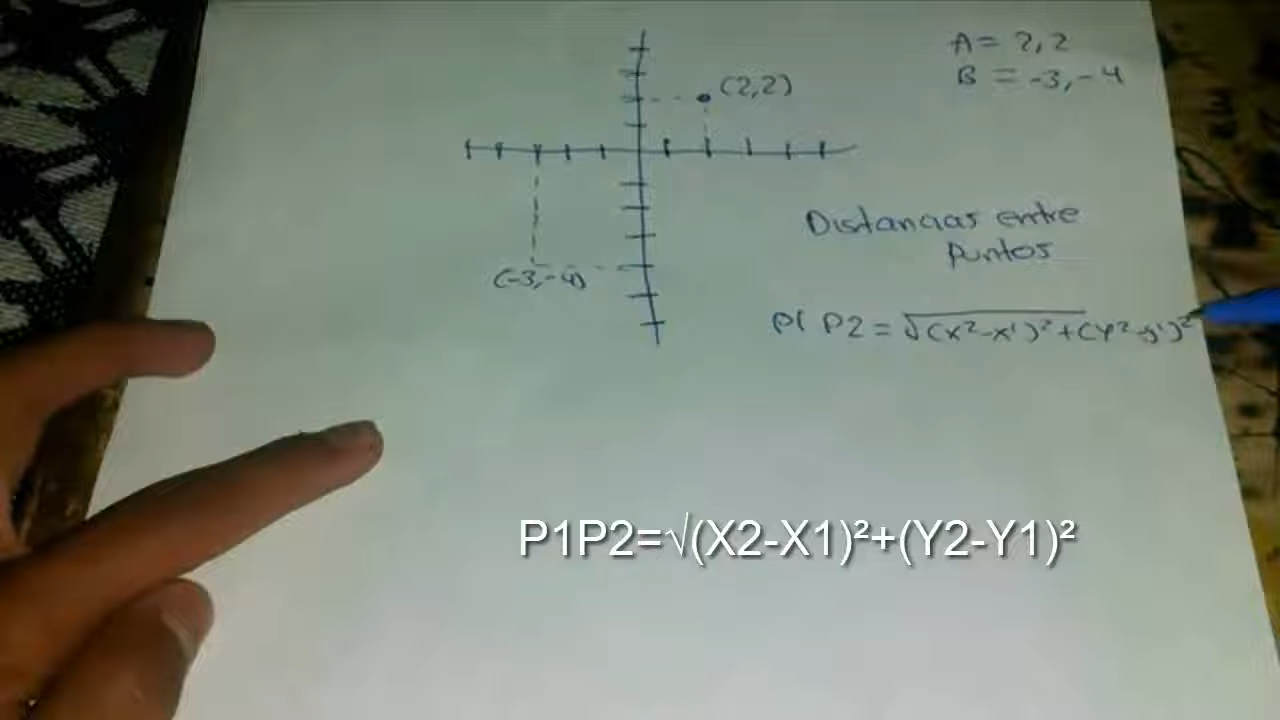 A = 2,2
B = -3,-4
(2,2)
(-3,-4)
Distancias entre
puntos
P1 P2 = √(x²-x¹)²+(y²-y¹)²
P1P2=√(X2-X1)²+(Y2-Y1)²